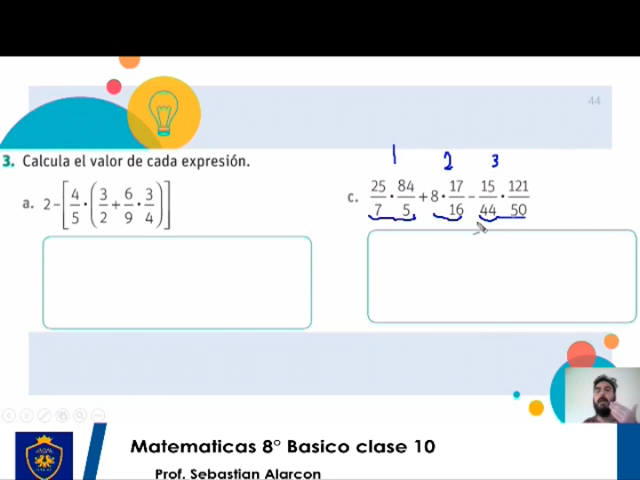 44
3. Calcula el valor de cada expresión.
1 2 3
a. 2-[4/5·(3/2+6/9·3/4)]
c. 25/7·84/5+8·17/16-15/44·121/50
Matematicas 8° Basico clase 10
Prof. Sebastian Alarcon